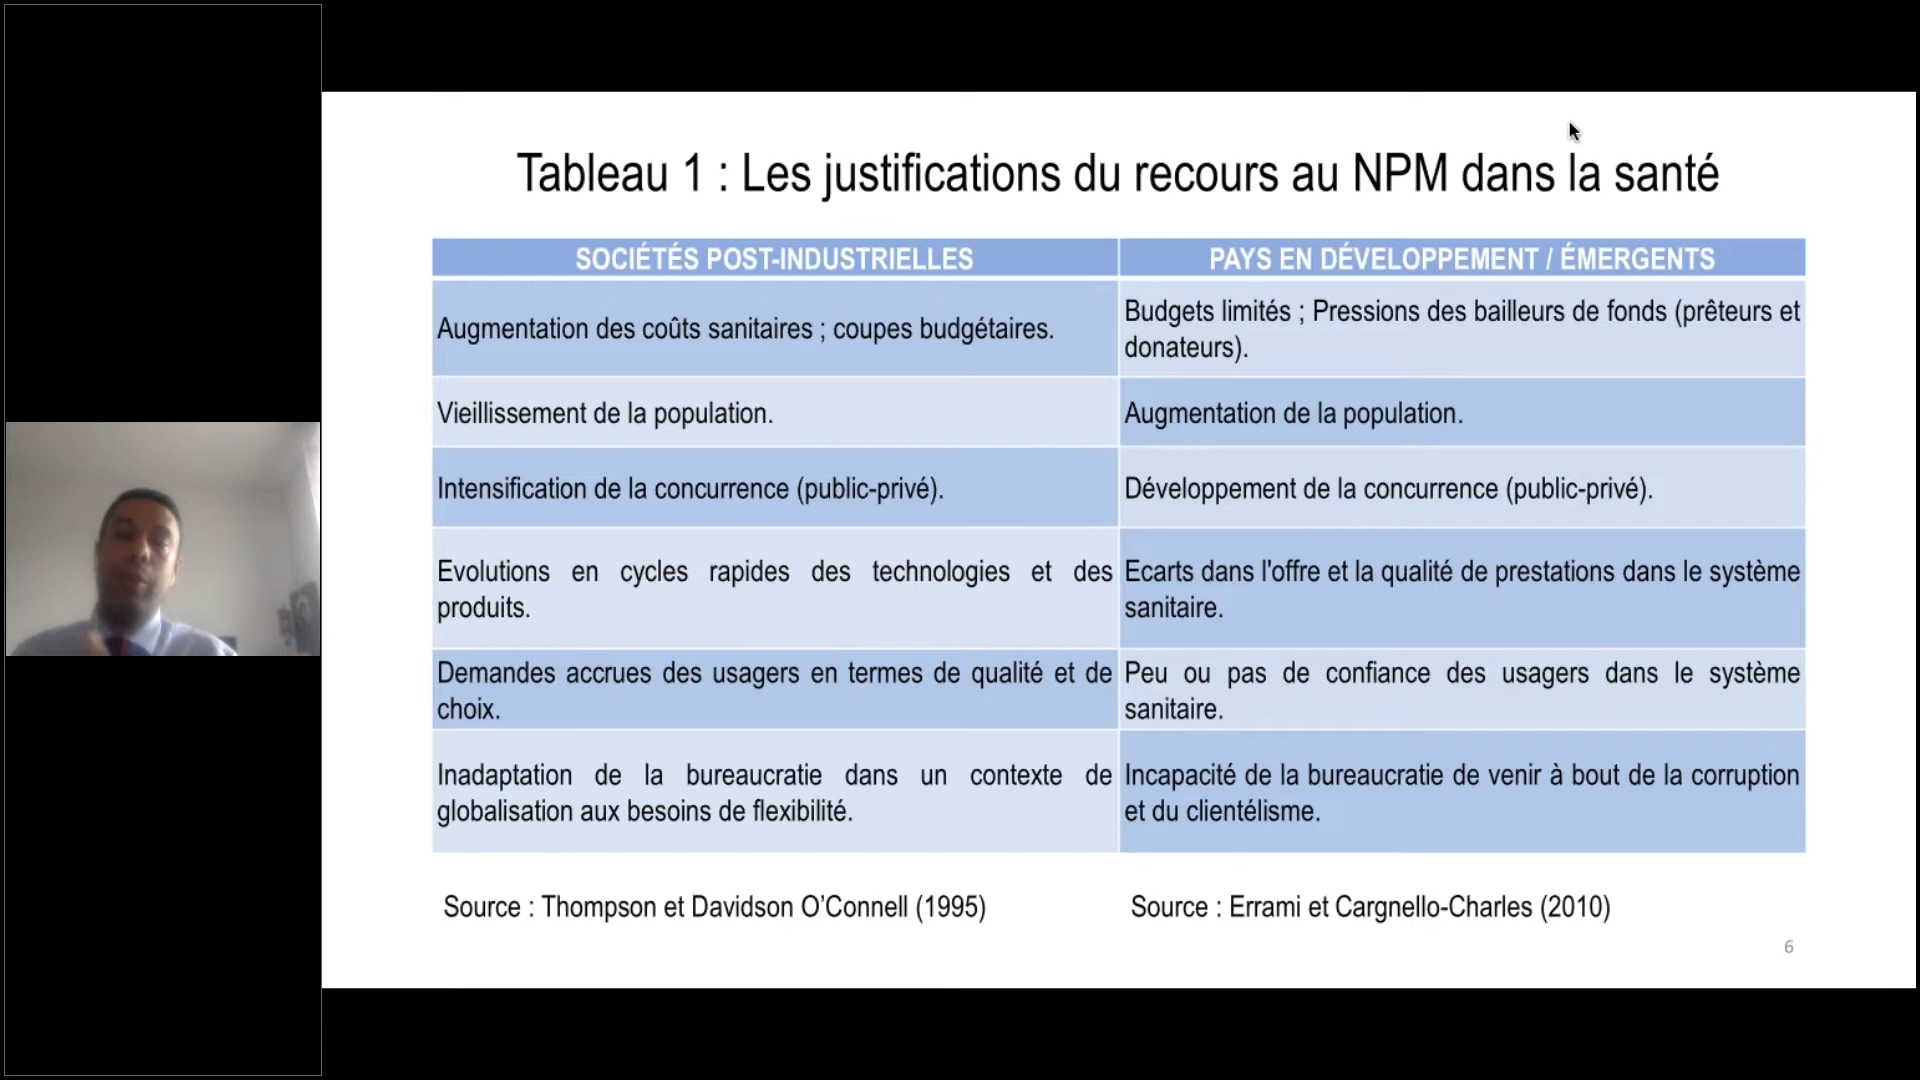 Tableau 1 : Les justifications du recours au NPM dans la santé
SOCIÉTÉS POST-INDUSTRIELLES
PAYS EN DÉVELOPPEMENT / ÉMERGENTS
Augmentation des coûts sanitaires ; coupes budgétaires.
Budgets limités ; Pressions des bailleurs de fonds (prêteurs et
donateurs).
Vieillissement de la population.
Augmentation de la population.
Intensification de la concurrence (public-privé).
Développement de la concurrence (public-privé).
Evolutions en cycles rapides des technologies et des
produits.
Ecarts dans l'offre et la qualité de prestations dans le système
sanitaire.
Demandes accrues des usagers en termes de qualité et de
choix.
Peu ou pas de confiance des usagers dans le système
sanitaire.
Inadaptation de la bureaucratie dans un contexte de
globalisation aux besoins de flexibilité.
Incapacité de la bureaucratie de venir à bout de la corruption
et du clientélisme.
Source : Thompson et Davidson O’Connell (1995)
Source : Errami et Cargnello-Charles (2010)
6